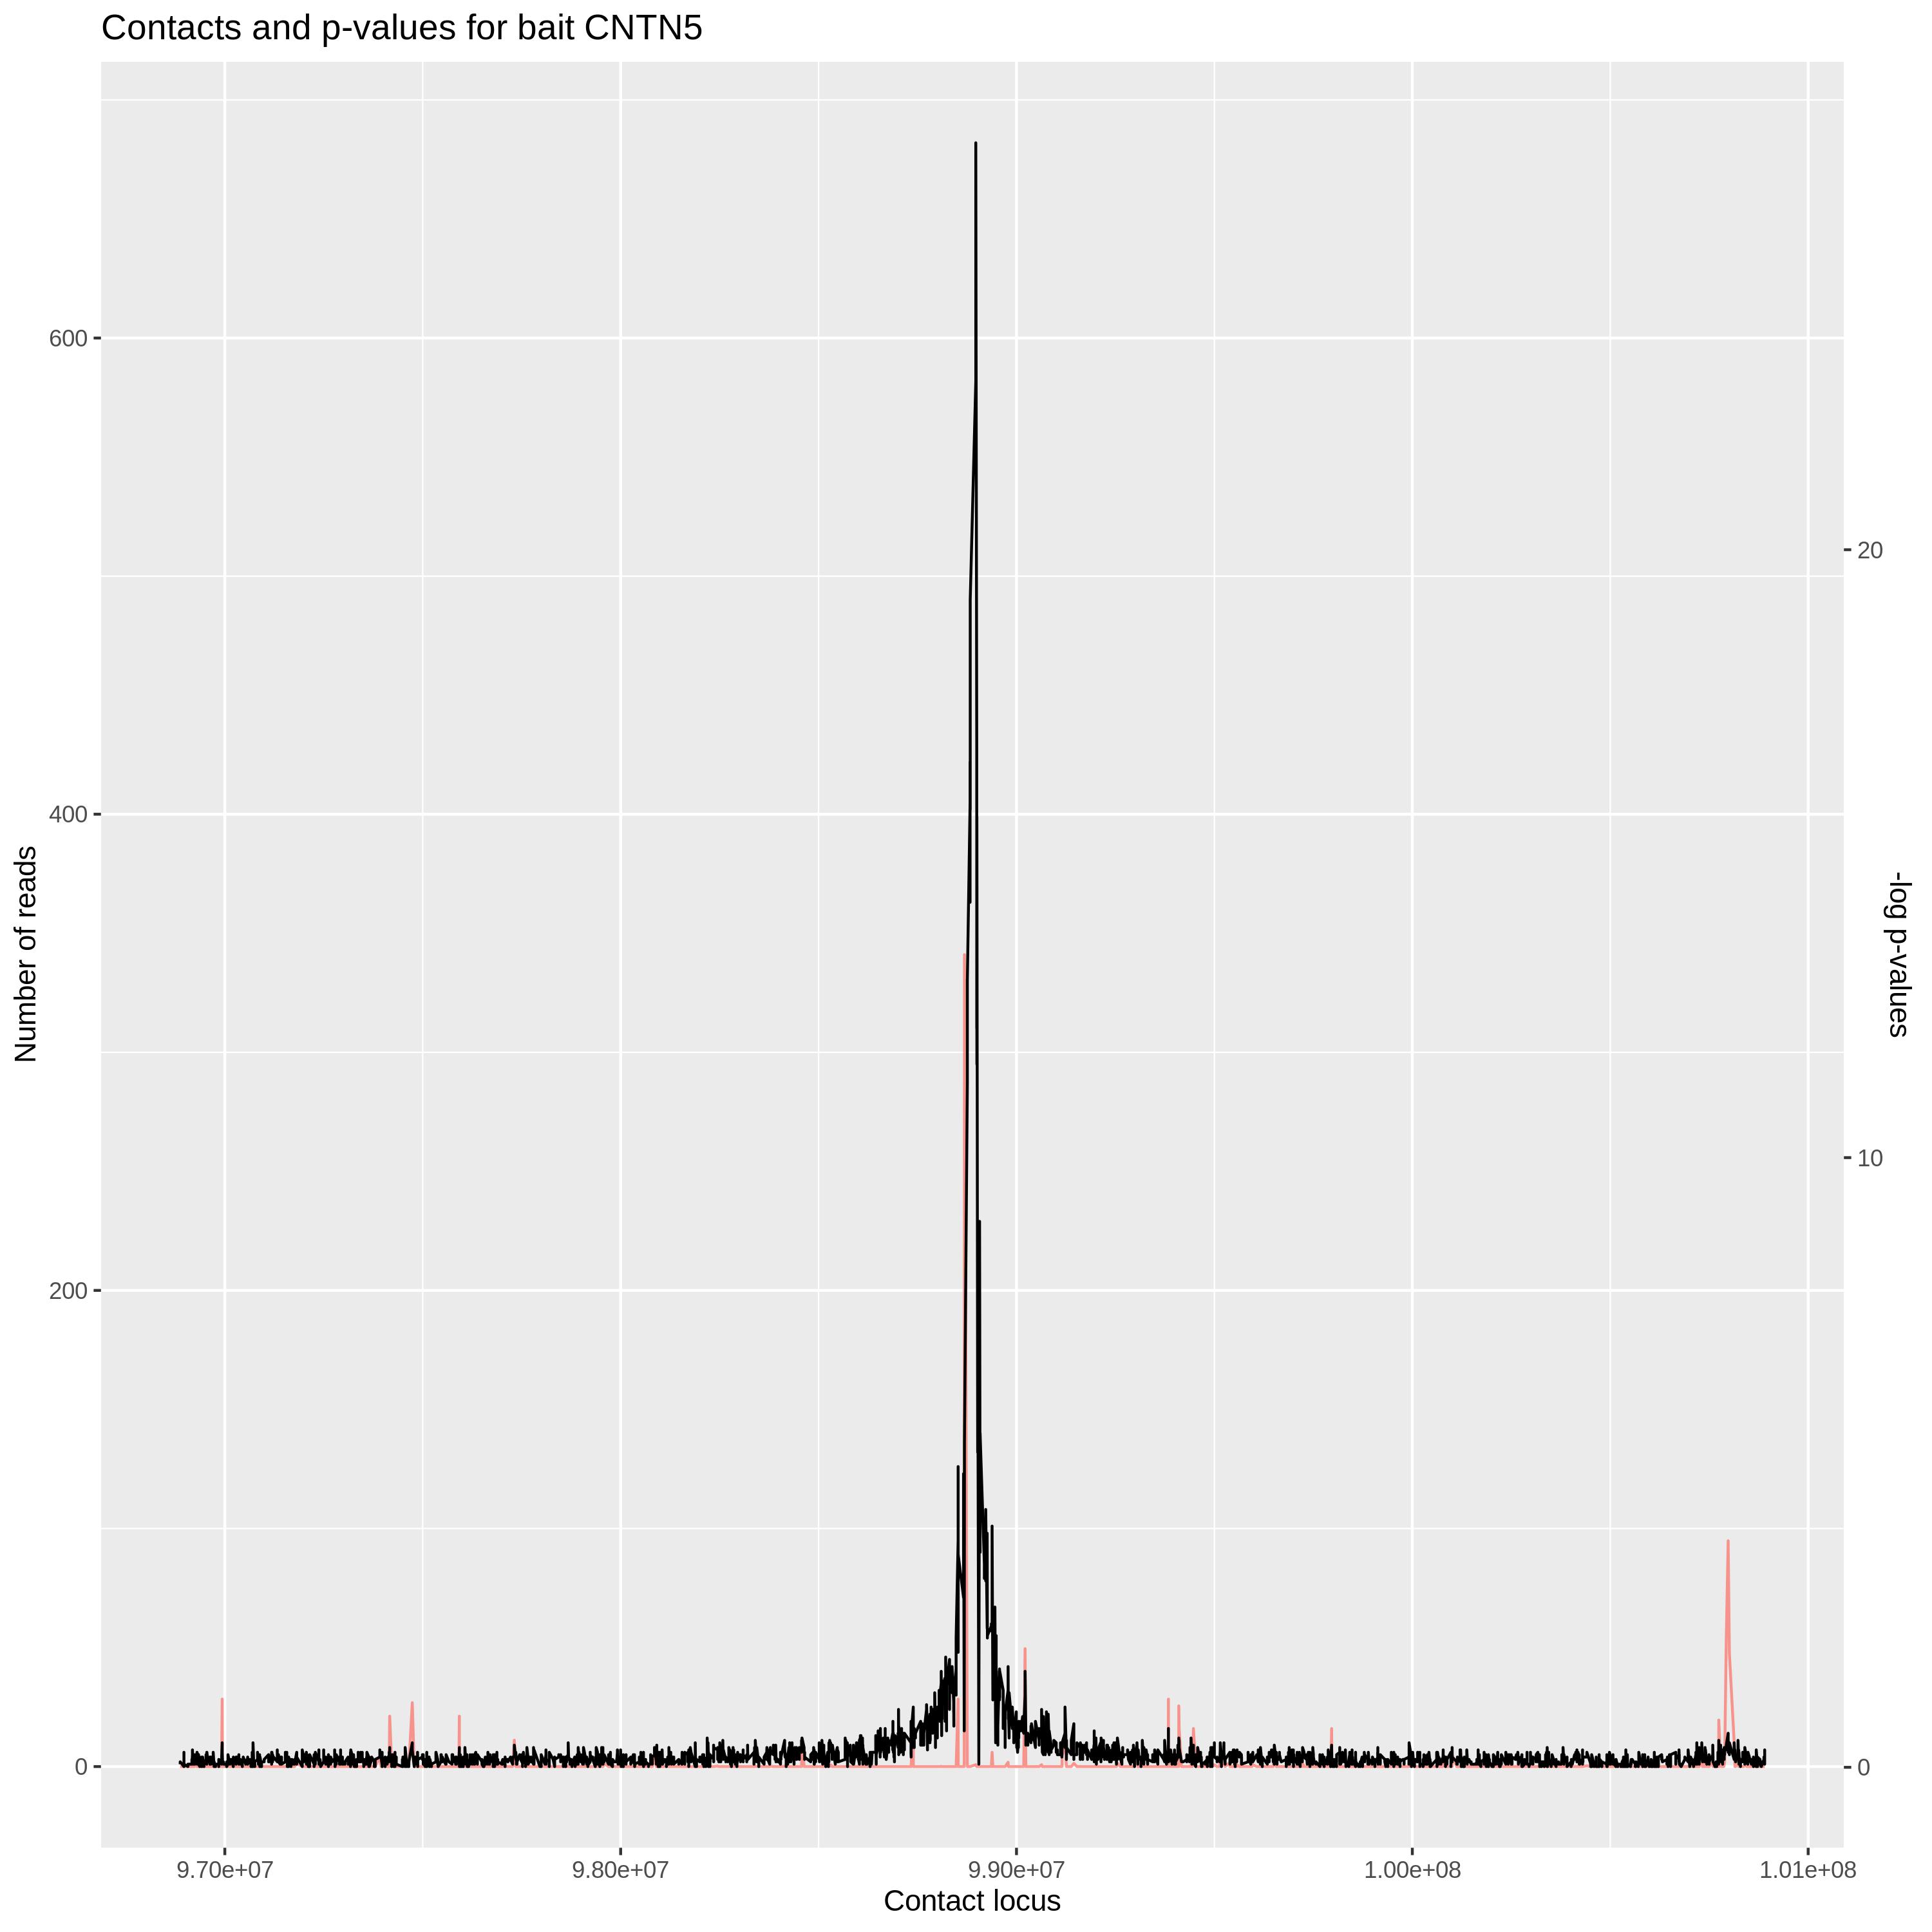 Contacts and p-values for bait CNTN5
600
400
200
0
Number of reads
20
10
0
-log p-values
9.70e+07
9.80e+07
9.90e+07
1.00e+08
1.01e+08
Contact locus